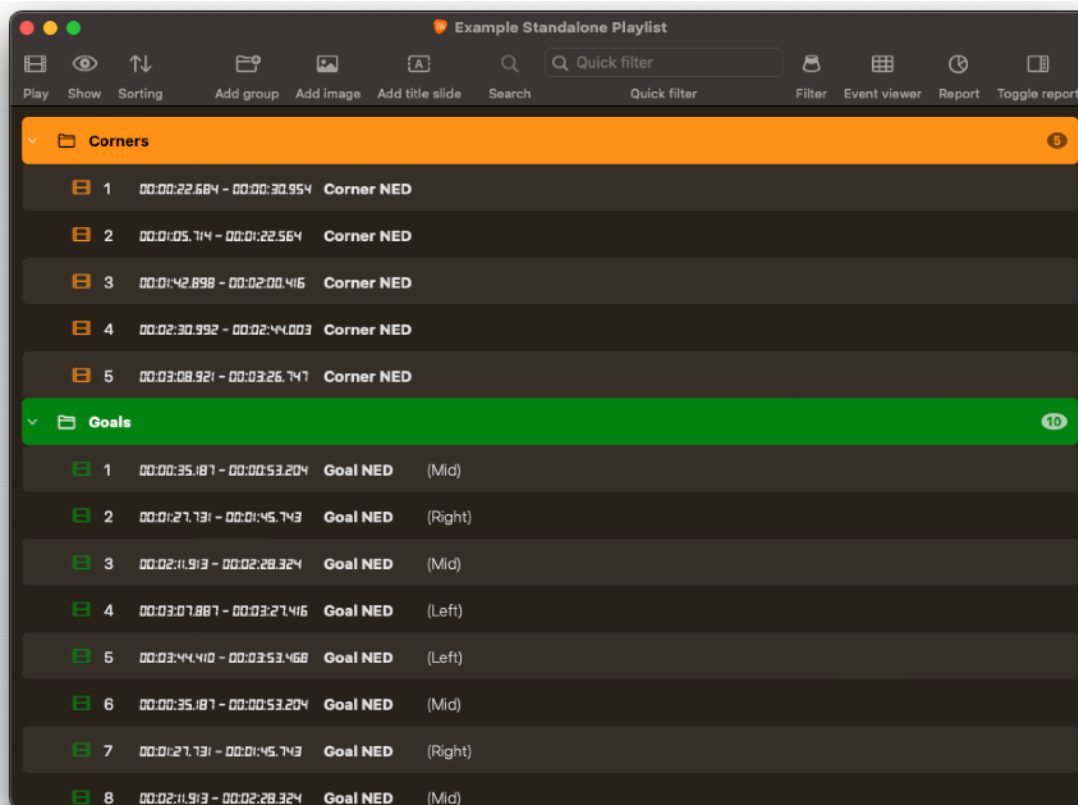 Example Standalone Playlist
Quick filter
Play Show Sorting Add group Add image Add title slide Search Quick filter Filter Event viewer Report Toggle report
Corners 5
1 00:00:22.684 - 00:00:30.954 Corner NED
2 00:01:05.714 - 00:01:22.564 Corner NED
3 00:01:42.898 - 00:02:00.416 Corner NED
4 00:02:30.992 - 00:02:44.003 Corner NED
5 00:03:08.921 - 00:03:26.747 Corner NED
Goals 10
1 00:00:35.187 - 00:00:53.204 Goal NED (Mid)
2 00:01:27.731 - 00:01:45.743 Goal NED (Right)
3 00:02:11.913 - 00:02:28.324 Goal NED (Mid)
4 00:03:07.887 - 00:03:27.416 Goal NED (Left)
5 00:03:44.410 - 00:03:53.468 Goal NED (Left)
6 00:00:35.187 - 00:00:53.204 Goal NED (Mid)
7 00:01:27.731 - 00:01:45.743 Goal NED (Right)
8 00:02:11.913 - 00:02:28.324 Goal NED (Mid)